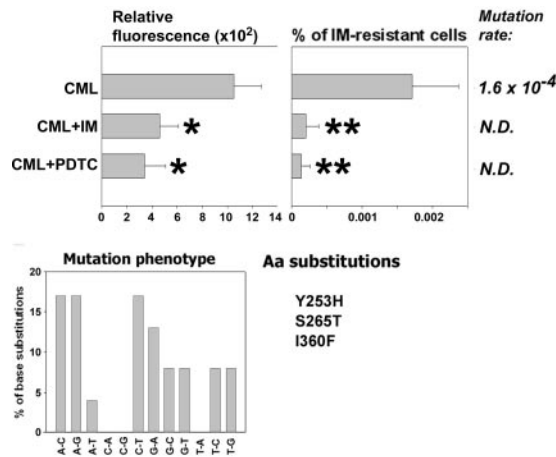 Relative
fluorescence (x10²)
% of IM-resistant cells
Mutation
rate:
CML
1.6 x 10⁻⁴
CML+IM
*
**
N.D.
CML+PDTC
*
**
N.D.
0 2 4 6 8 10 12 14
0 0.001 0.002
Mutation phenotype
Aa substitutions
Y253H
S265T
I360F
% of base substitutions
20
15
10
5
0
A-C
A-G
A-T
C-A
C-G
C-T
G-A
G-C
G-T
T-A
T-C
T-G